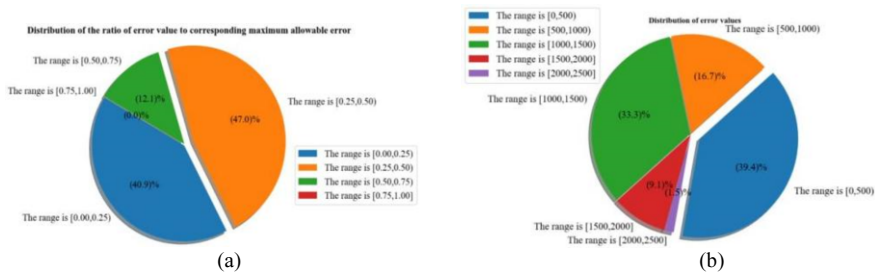 Distribution of the ratio of error value to corresponding maximum allowable error
The range is [0.50,0.75)
The range is [0.75,1.00]
(12.1)%
(0.0)%
(47.0)%
The range is [0.25,0.50)
(40.9)%
The range is [0.00,0.25)
The range is [0.00,0.25)
The range is [0.25,0.50)
The range is [0.50,0.75)
The range is [0.75,1.00]
(a)
The range is [0,500)
The range is [500,1000)
The range is [1000,1500)
The range is [1500,2000]
The range is [2000,2500]
Distribution of error values
The range is [500,1000)
(16.7)%
The range is [1000,1500)
(33.3)%
(39.4)%
(9.1)%
(1.5)%
The range is [0,500)
The range is [1500,2000]
The range is [2000,2500]
(b)